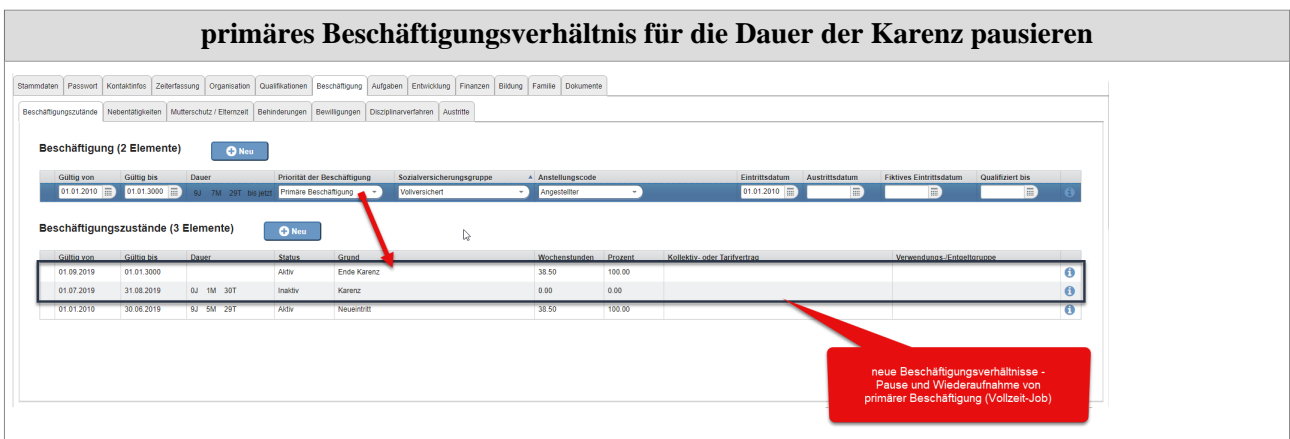 primäres Beschäftigungsverhältnis für die Dauer der Karenz pausieren
Stammdaten Passwort Kontaktinfos Zeiterfassung Organisation Qualifikationen Beschäftigung Aufgaben Entwicklung Finanzen Bildung Familie Dokumente
Beschäftigungszutände Nebentätigkeiten Mutterschutz / Elternzeit Behinderungen Bewilligungen Disziplinarverfahren Austritte
Beschäftigung (2 Elemente) Neu
Gültig von Gültig bis Dauer Priorität der Beschäftigung Sozialversicherungsgruppe Anstellungscode Eintrittsdatum Austrittsdatum Fiktives Eintrittsdatum Qualifiziert bis
01.01.2010 01.01.3000 9J 7M 29T bis jetzt Primäre Beschäftigung Vollversichert Angestellter 01.01.2010
Beschäftigungszustände (3 Elemente) Neu
Gültig von Gültig bis Dauer Status Grund Wochenstunden Prozent Kollektiv- oder Tarifvertrag Verwendungs-/Entgeltgruppe
01.09.2019 01.01.3000 Aktiv Ende Karenz 38.50 100.00
01.07.2019 31.08.2019 0J 1M 30T Inaktiv Karenz 0.00 0.00
01.01.2010 30.06.2019 9J 5M 29T Aktiv Neueintritt 38.50 100.00
neue Beschäftigungsverhältnisse -
Pause und Wiederaufnahme von
primärer Beschäftigung (Vollzeit-Job)